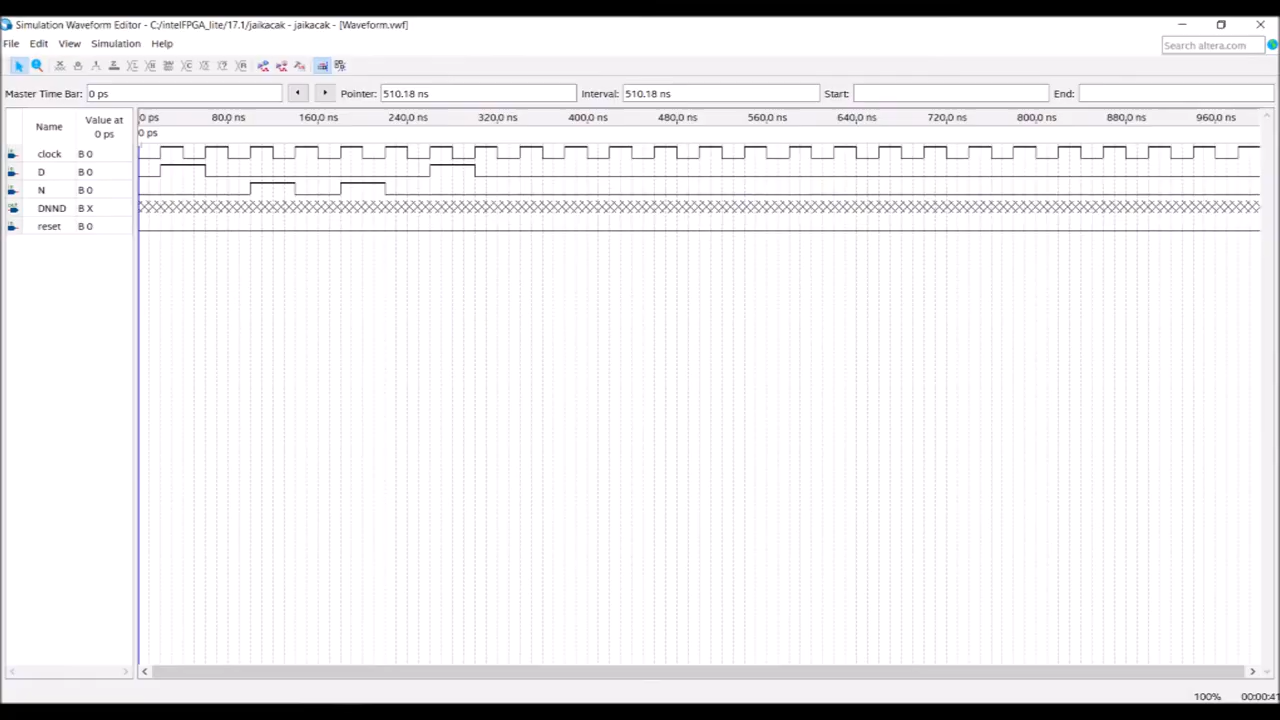 Simulation Waveform Editor - C:/intelFPGA_lite/17.1/jaikacak - jaikacak - [Waveform.vwf]
File Edit View Simulation Help
Search altera.com
Master Time Bar: 0 ps Pointer: 510.18 ns Interval: 510.18 ns Start: End:
Name Value at 0 ps
0 ps 80.0 ns 160.0 ns 240.0 ns 320.0 ns 400.0 ns 480.0 ns 560.0 ns 640.0 ns 720.0 ns 800.0 ns 880.0 ns 960.0 ns
0 ps
clock B 0
D B 0
N B 0
DNND B X
reset B 0
100% 00:00:41